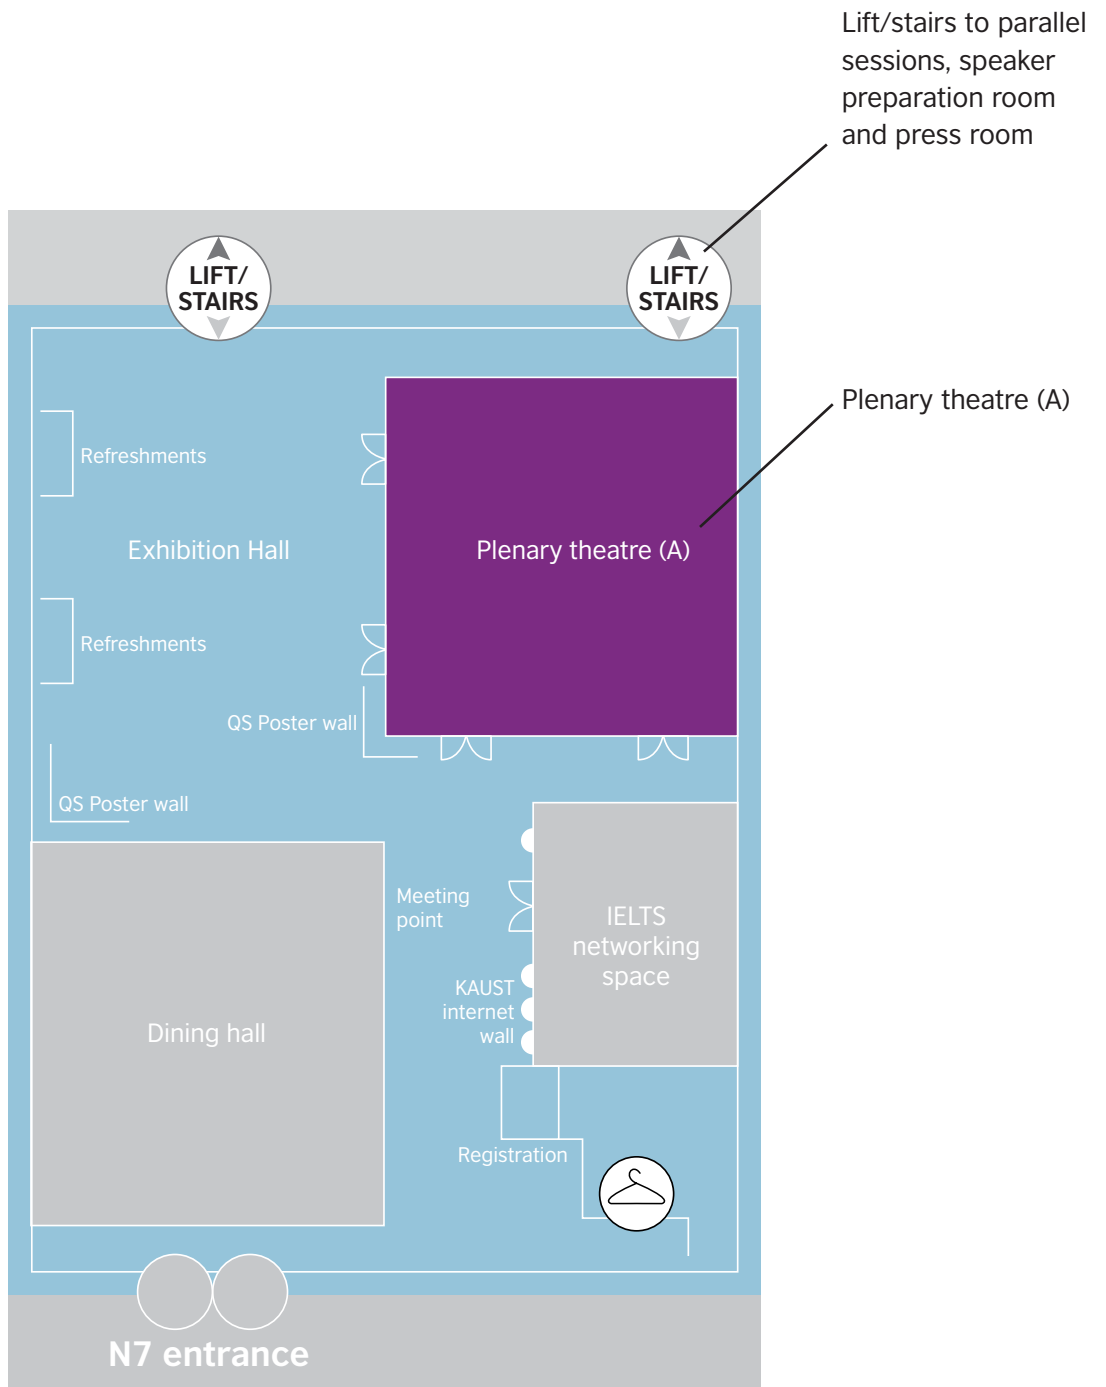 Lift/stairs to parallel
sessions, speaker
preparation room
and press room
LIFT/
STAIRS
LIFT/
STAIRS
Plenary theatre (A)
Refreshments
Exhibition Hall
Plenary theatre (A)
Refreshments
QS Poster wall
QS Poster wall
Meeting
point
IELTS
networking
space
KAUST
internet
wall
Dining hall
Registration
N7 entrance